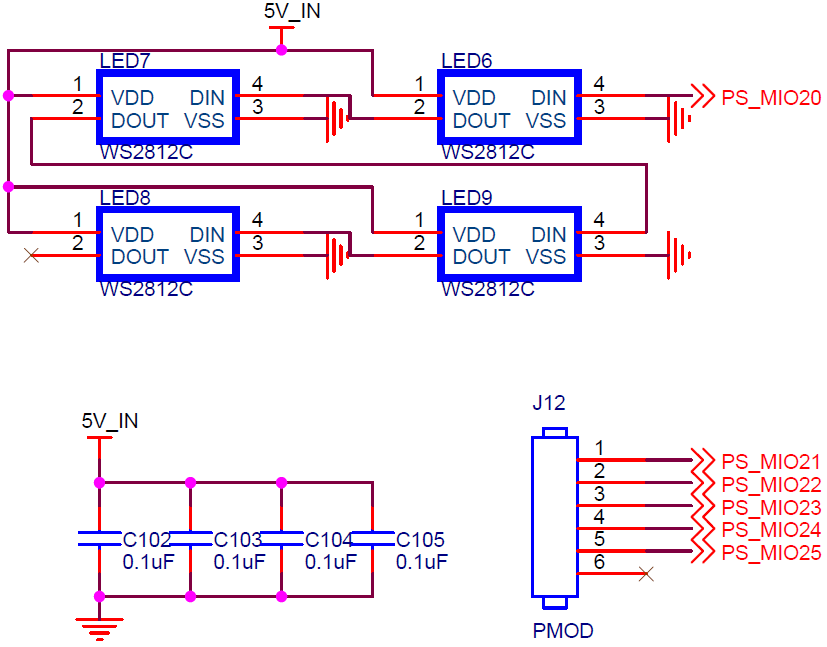 5V_IN
LED7 LED6
1 4 1 4
VDD DIN VDD DIN PS_MIO20
2 3 2 3
DOUT VSS DOUT VSS
WS2812C WS2812C
LED8 LED9
1 4 1 4
VDD DIN VDD DIN
2 3 2 3
DOUT VSS DOUT VSS
WS2812C WS2812C
5V_IN
C102 C103 C104 C105
0.1uF 0.1uF 0.1uF 0.1uF
J12
1 PS_MIO21
2 PS_MIO22
3 PS_MIO23
4 PS_MIO24
5 PS_MIO25
6
PMOD